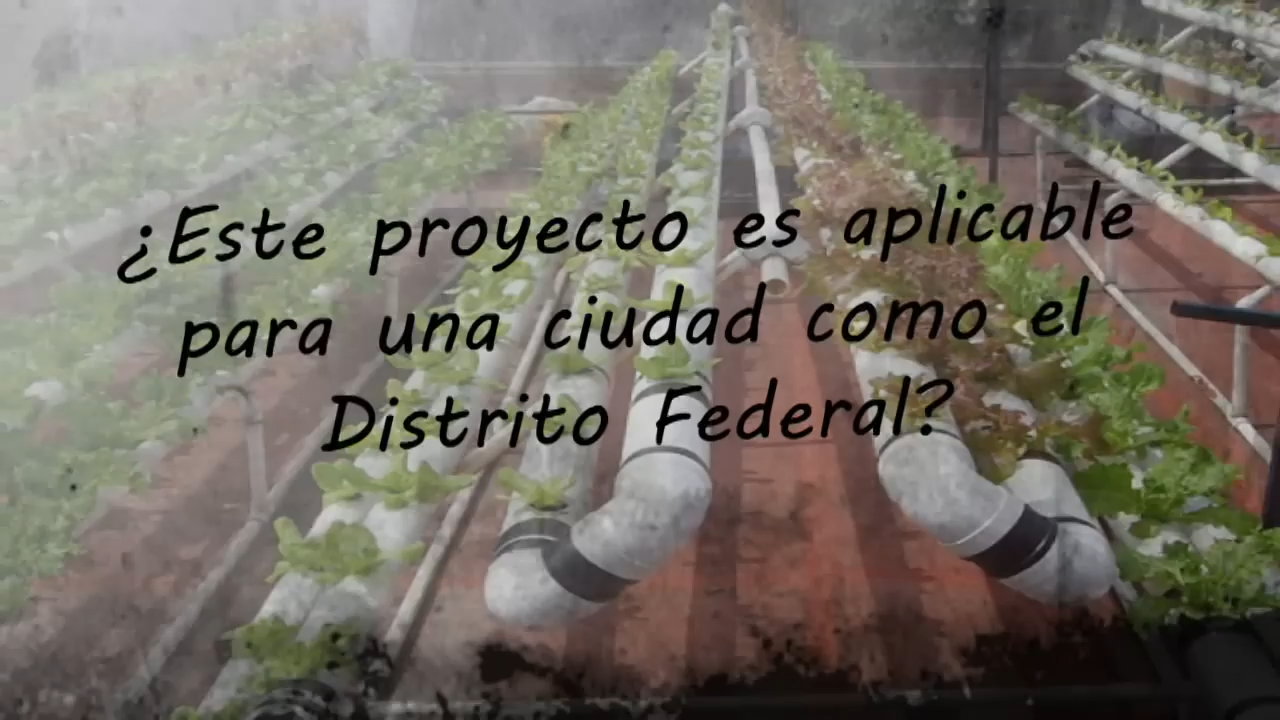 ¿Este proyecto es aplicable
para una ciudad como el
Distrito Federal?